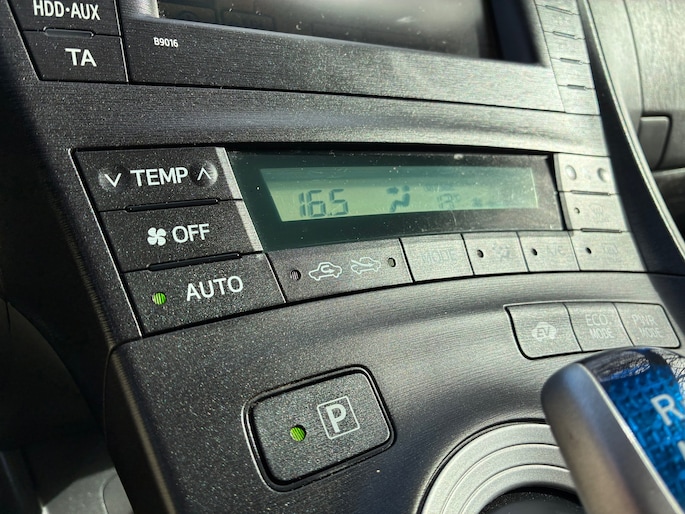 HDD·AUX
TA
B9016
∨ TEMP ∧
16.5
OFF
MODE
AUTO
A/C
EV
ECO
MODE
PWR
MODE
P
R